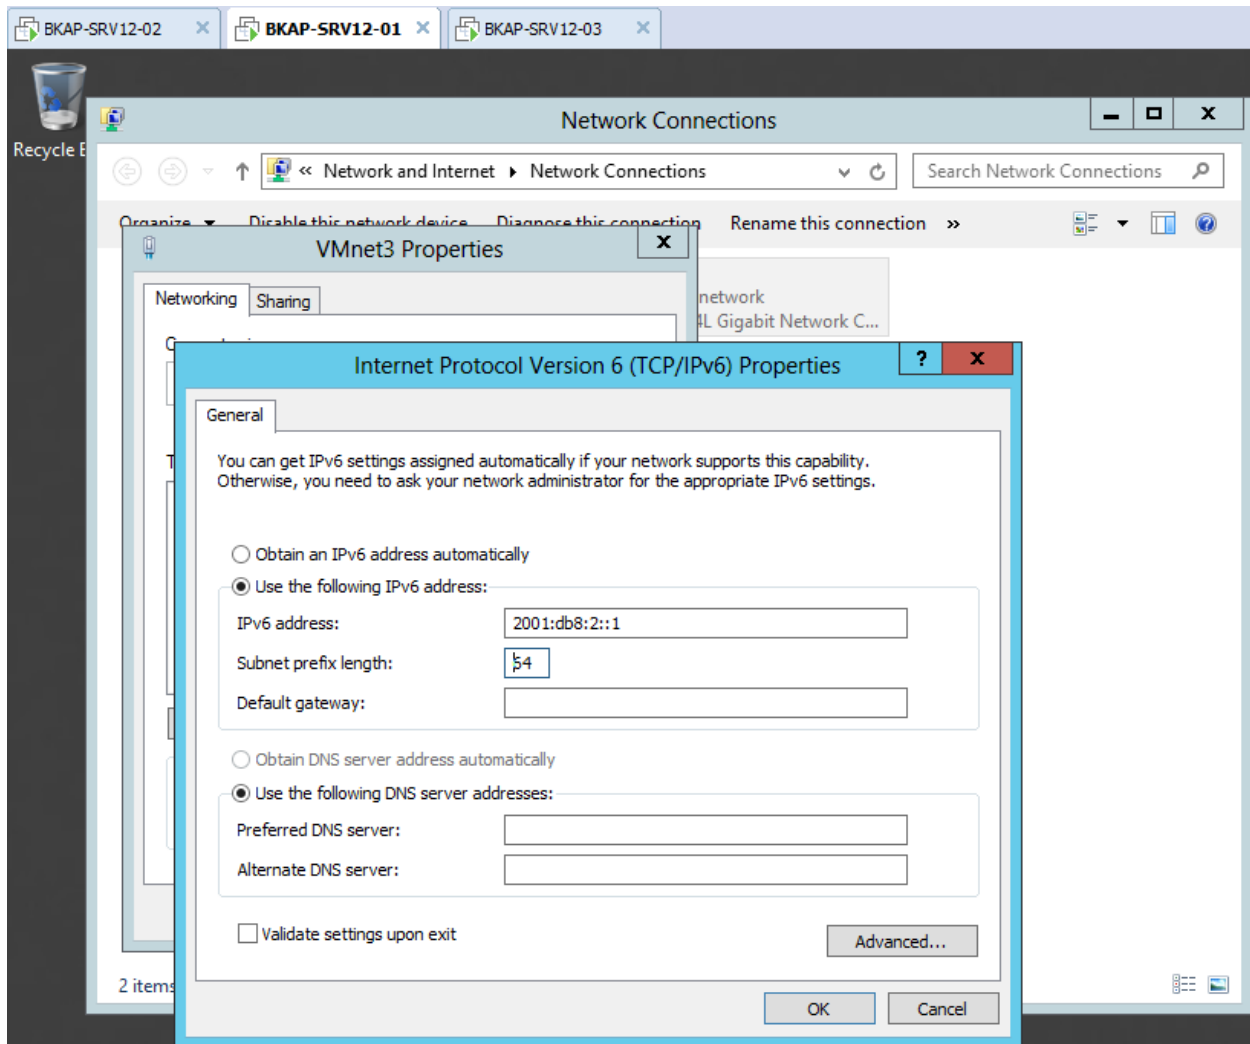 BKAP-SRV12-02
BKAP-SRV12-01
BKAP-SRV12-03
Recycle
Network Connections
« Network and Internet Network Connections
Search Network Connections
Organize Disable this network device Diagnose this connection Rename this connection »
VMnet3 Properties
network
Networking Sharing
4L Gigabit Network C...
Internet Protocol Version 6 (TCP/IPv6) Properties
General
You can get IPv6 settings assigned automatically if your network supports this capability.
Otherwise, you need to ask your network administrator for the appropriate IPv6 settings.
Obtain an IPv6 address automatically
Use the following IPv6 address:
IPv6 address: 2001:db8:2::1
Subnet prefix length: 64
Default gateway:
Obtain DNS server address automatically
Use the following DNS server addresses:
Preferred DNS server:
Alternate DNS server:
Validate settings upon exit
Advanced...
2 items
OK Cancel